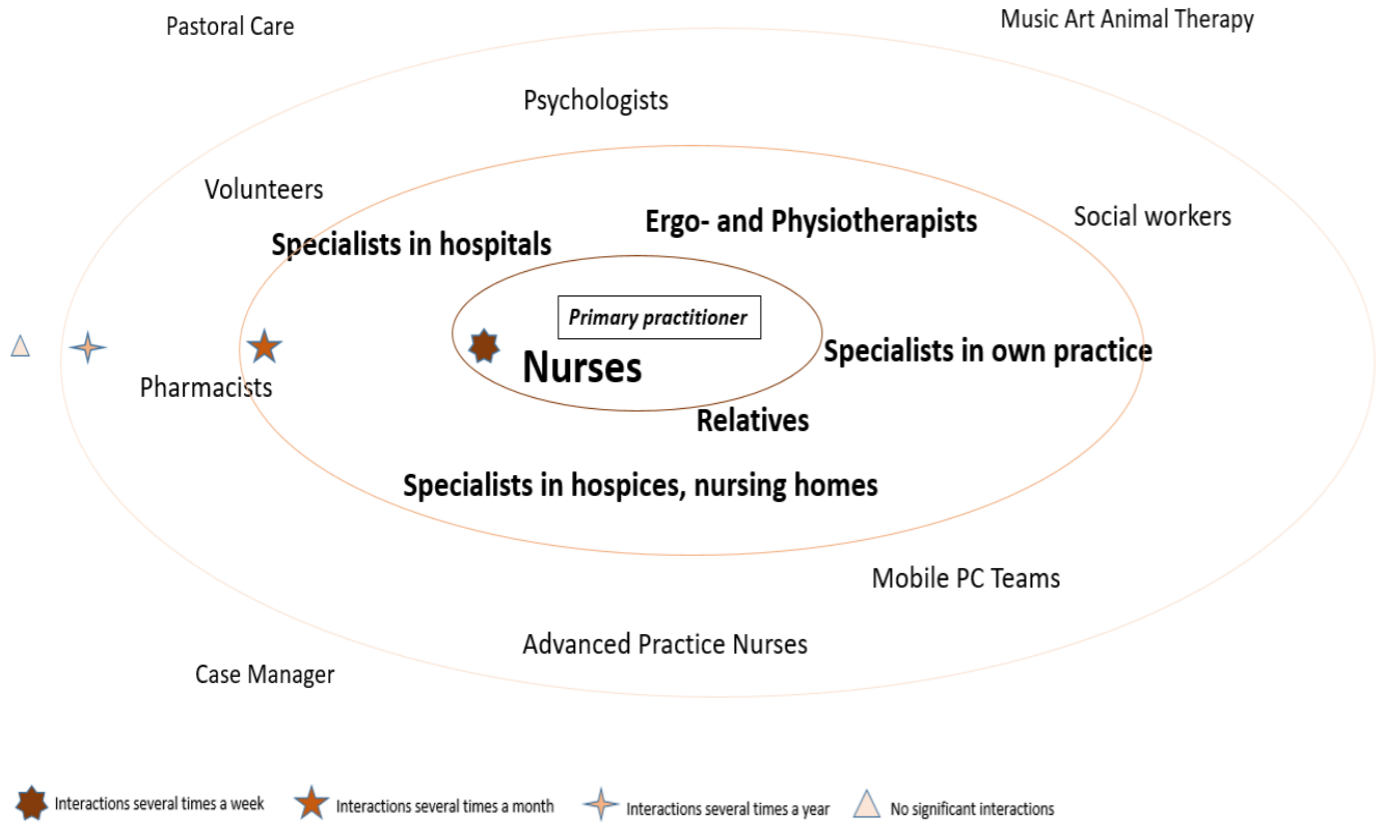 Pastoral Care
Music Art Animal Therapy
Psychologists
Volunteers
Ergo- and Physiotherapists
Social workers
Specialists in hospitals
Primary practitioner
Nurses
Specialists in own practice
Pharmacists
Relatives
Specialists in hospices, nursing homes
Mobile PC Teams
Advanced Practice Nurses
Case Manager
Interactions several times a week
Interactions several times a month
Interactions several times a year
No significant interactions